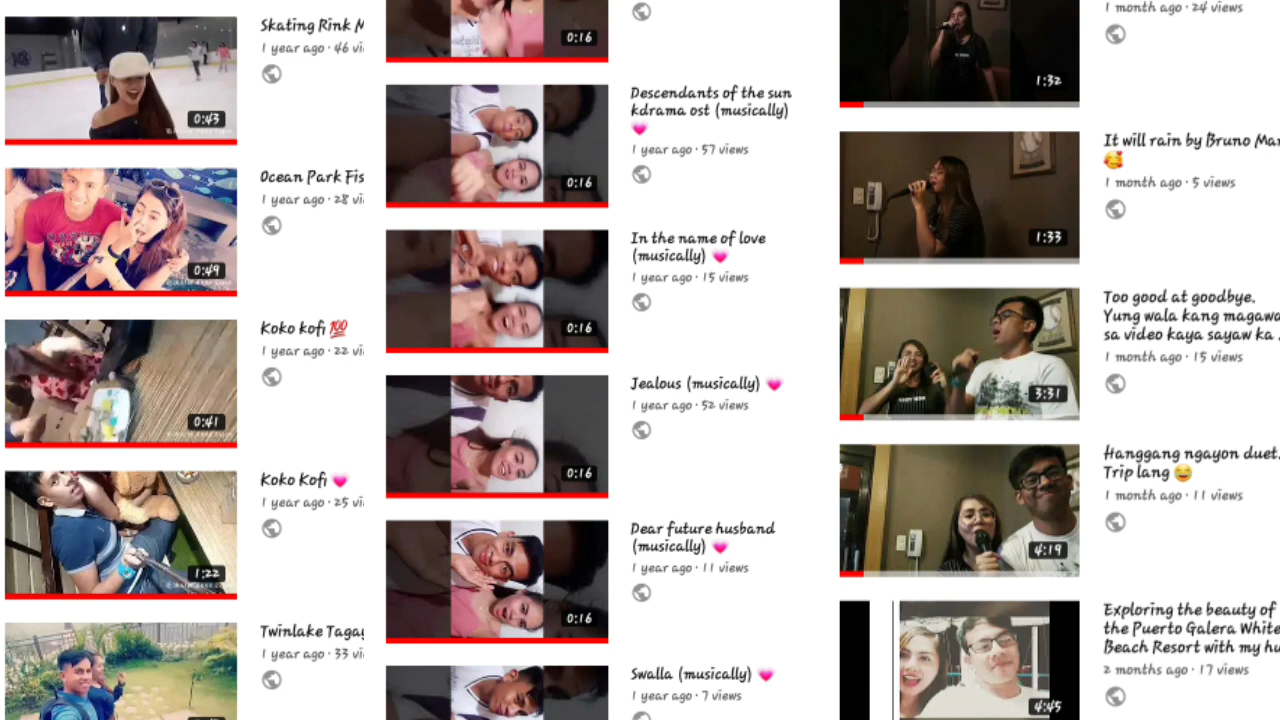 Skating Rink
1 year ago · 46
0:43
Ocean Park
1 year ago · 28
0:49
Koko kofi 💯
1 year ago · 22
0:41
Koko Kofi 💗
1 year ago · 25
1:22
Twinlake
1 year ago · 33
0:16
Descendants of the sun
kdrama ost (musically)
💗
1 year ago · 57 views
0:16
In the name of love
(musically) 💗
1 year ago · 15 views
0:16
Jealous (musically) 💗
1 year ago · 52 views
0:16
Dear future husband
(musically) 💗
1 year ago · 11 views
0:16
Swalla (musically) 💗
1 year ago · 7 views
1 month ago · 24 views
1:32
It will rain by Bruno
🥰
1 month ago · 5 views
1:33
Too good at goodbye.
Yung wala kang magawa
sa video kaya sayaw ka
1 month ago · 15 views
3:31
Hanggang ngayon duet.
Trip lang 😂
1 month ago · 11 views
4:19
Exploring the beauty of
the Puerto Galera White
Beach Resort with my
2 months ago · 17 views
4:45